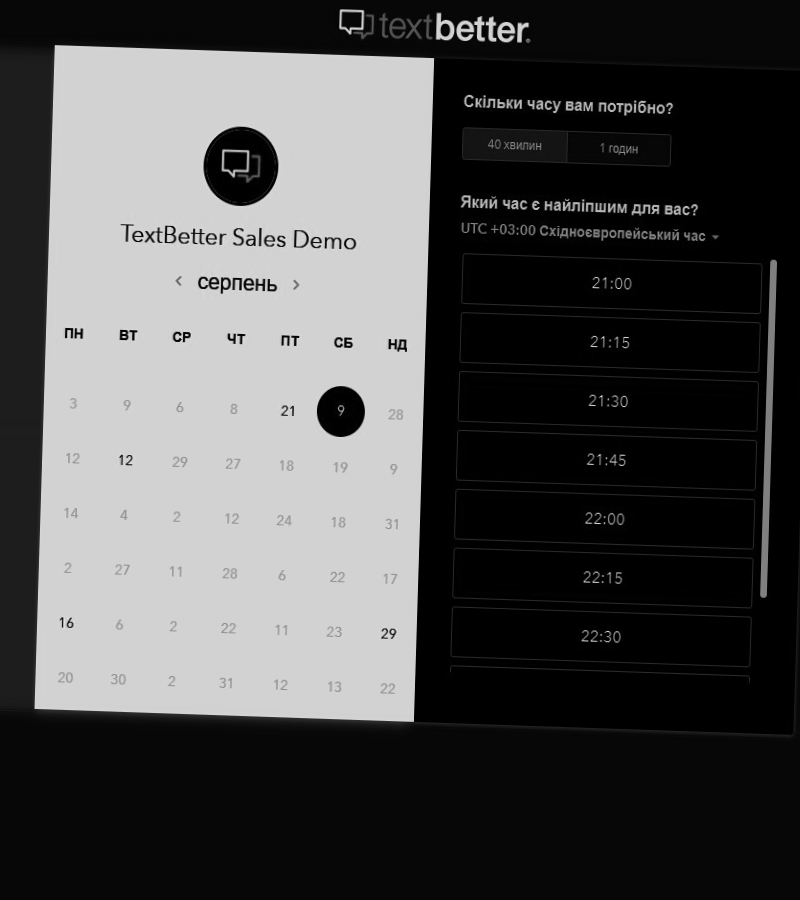 textbetter.
TextBetter Sales Demo
серпень
ПН ВТ СР ЧТ ПТ СБ НД
3 9 6 8 21 9 28
12 12 29 27 18 19 9
14 4 2 12 24 18 31
2 27 11 28 6 22 17
16 6 2 22 11 23 29
20 30 2 31 12 13 22
Скільки часу вам потрібно?
40 хвилин 1 годин
Який час є найліпшим для вас?
UTC +03:00 Східноєвропейський час
21:00
21:15
21:30
21:45
22:00
22:15
22:30